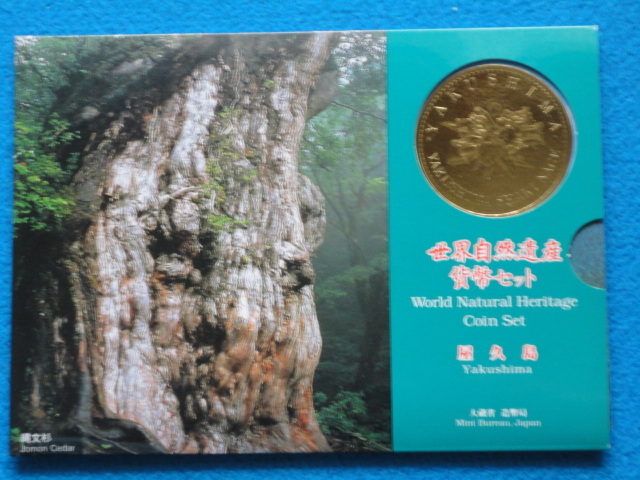 YAKUSHIMA
世界自然遺産
貨幣セット
World Natural Heritage
Coin Set
屋久島
Yakushima
大蔵省 造幣局
Mint Bureau, Japan
縄文杉
Jomon Cedar